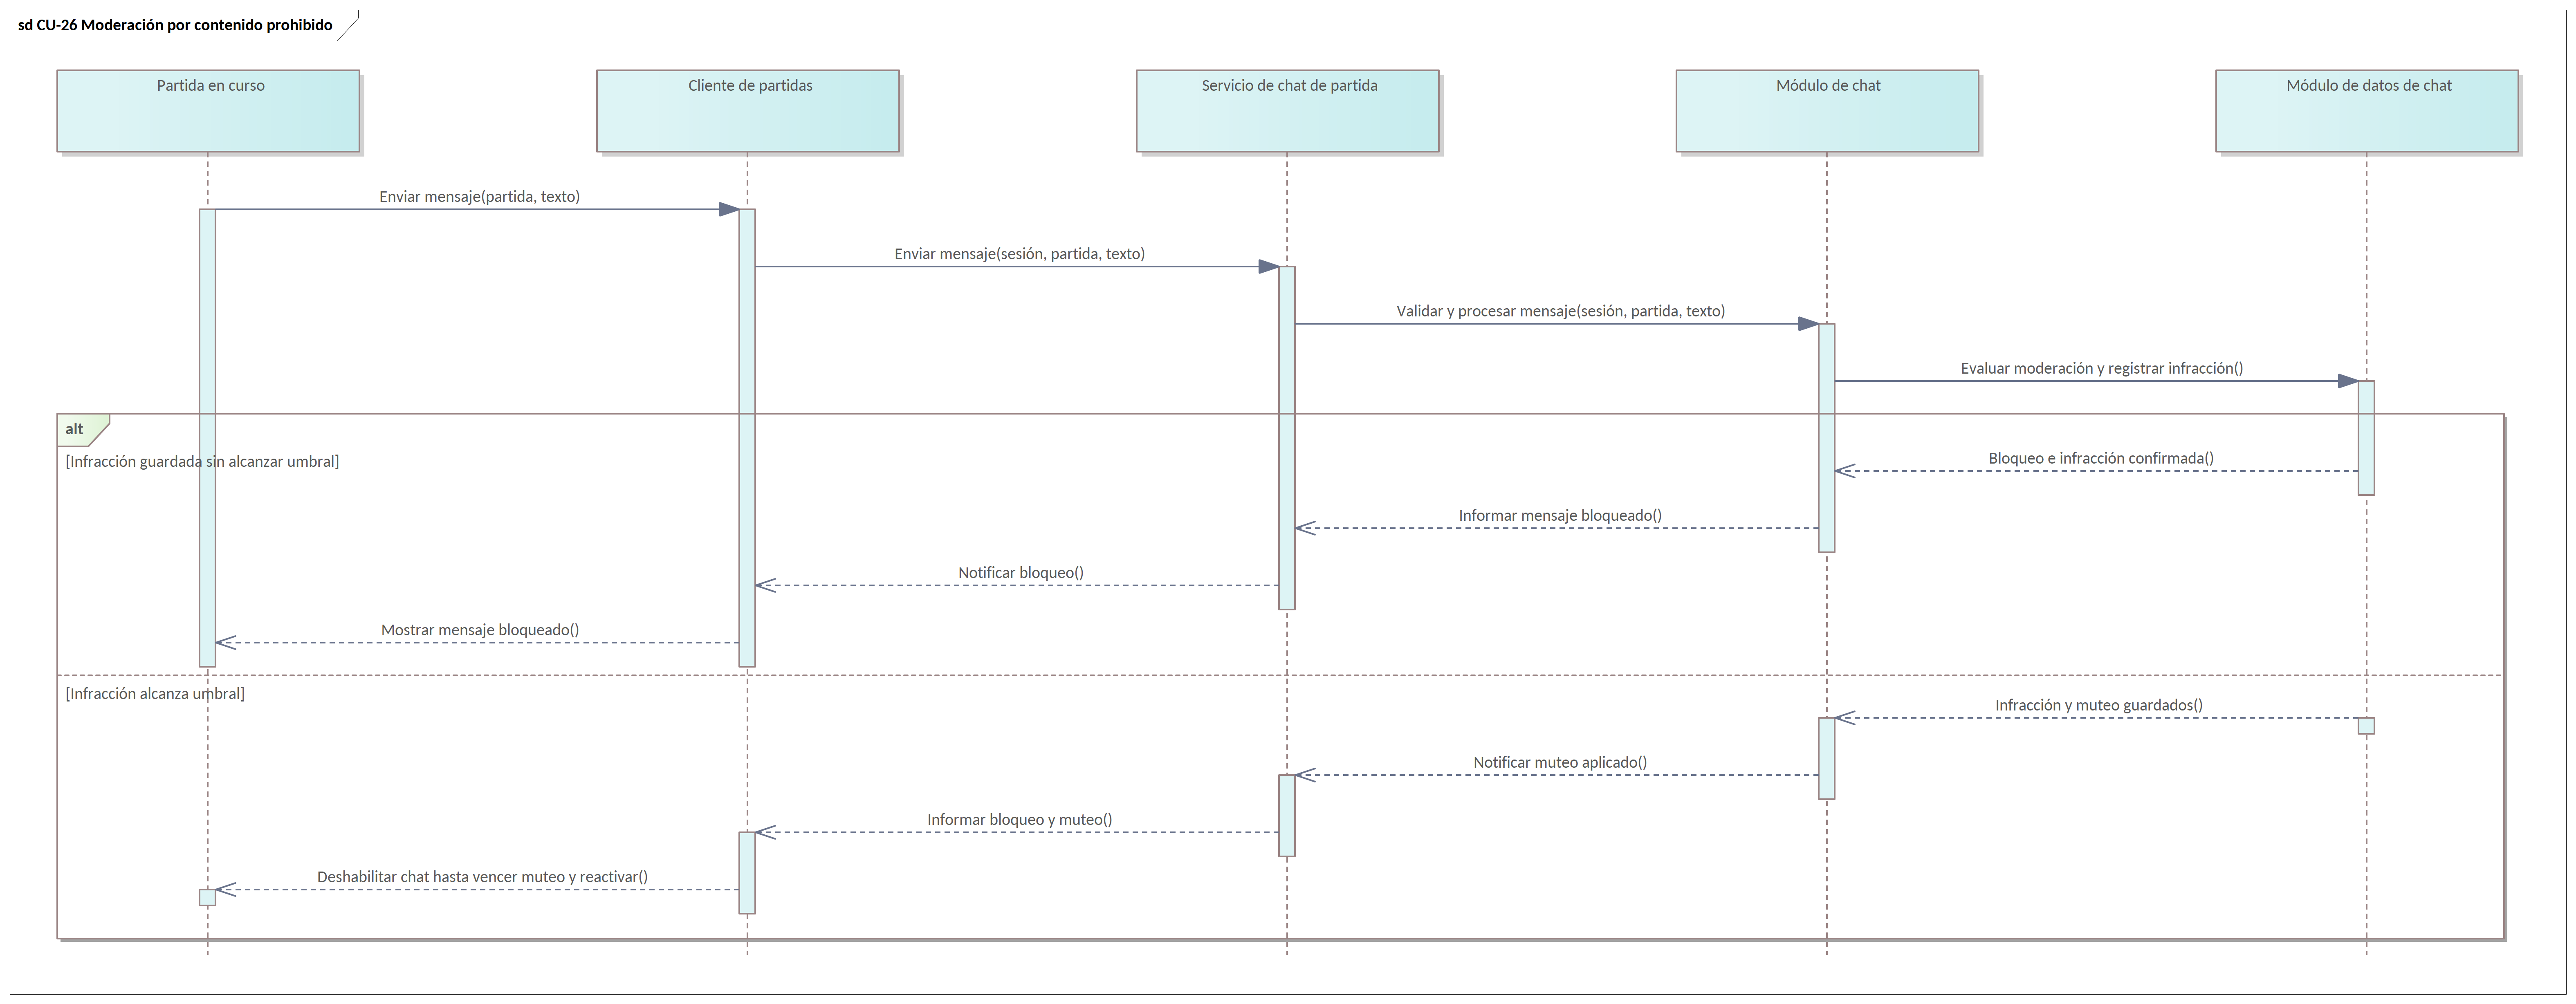 sd CU-26 Moderación por contenido prohibido
Partida en curso
Cliente de partidas
Servicio de chat de partida
Módulo de chat
Módulo de datos de chat
Enviar mensaje(partida, texto)
Enviar mensaje(sesión, partida, texto)
Validar y procesar mensaje(sesión, partida, texto)
Evaluar moderación y registrar infracción()
alt
[Infracción guardada sin alcanzar umbral]
Bloqueo e infracción confirmada()
Informar mensaje bloqueado()
Notificar bloqueo()
Mostrar mensaje bloqueado()
[Infracción alcanza umbral]
Infracción y muteo guardados()
Notificar muteo aplicado()
Informar bloqueo y muteo()
Deshabilitar chat hasta vencer muteo y reactivar()